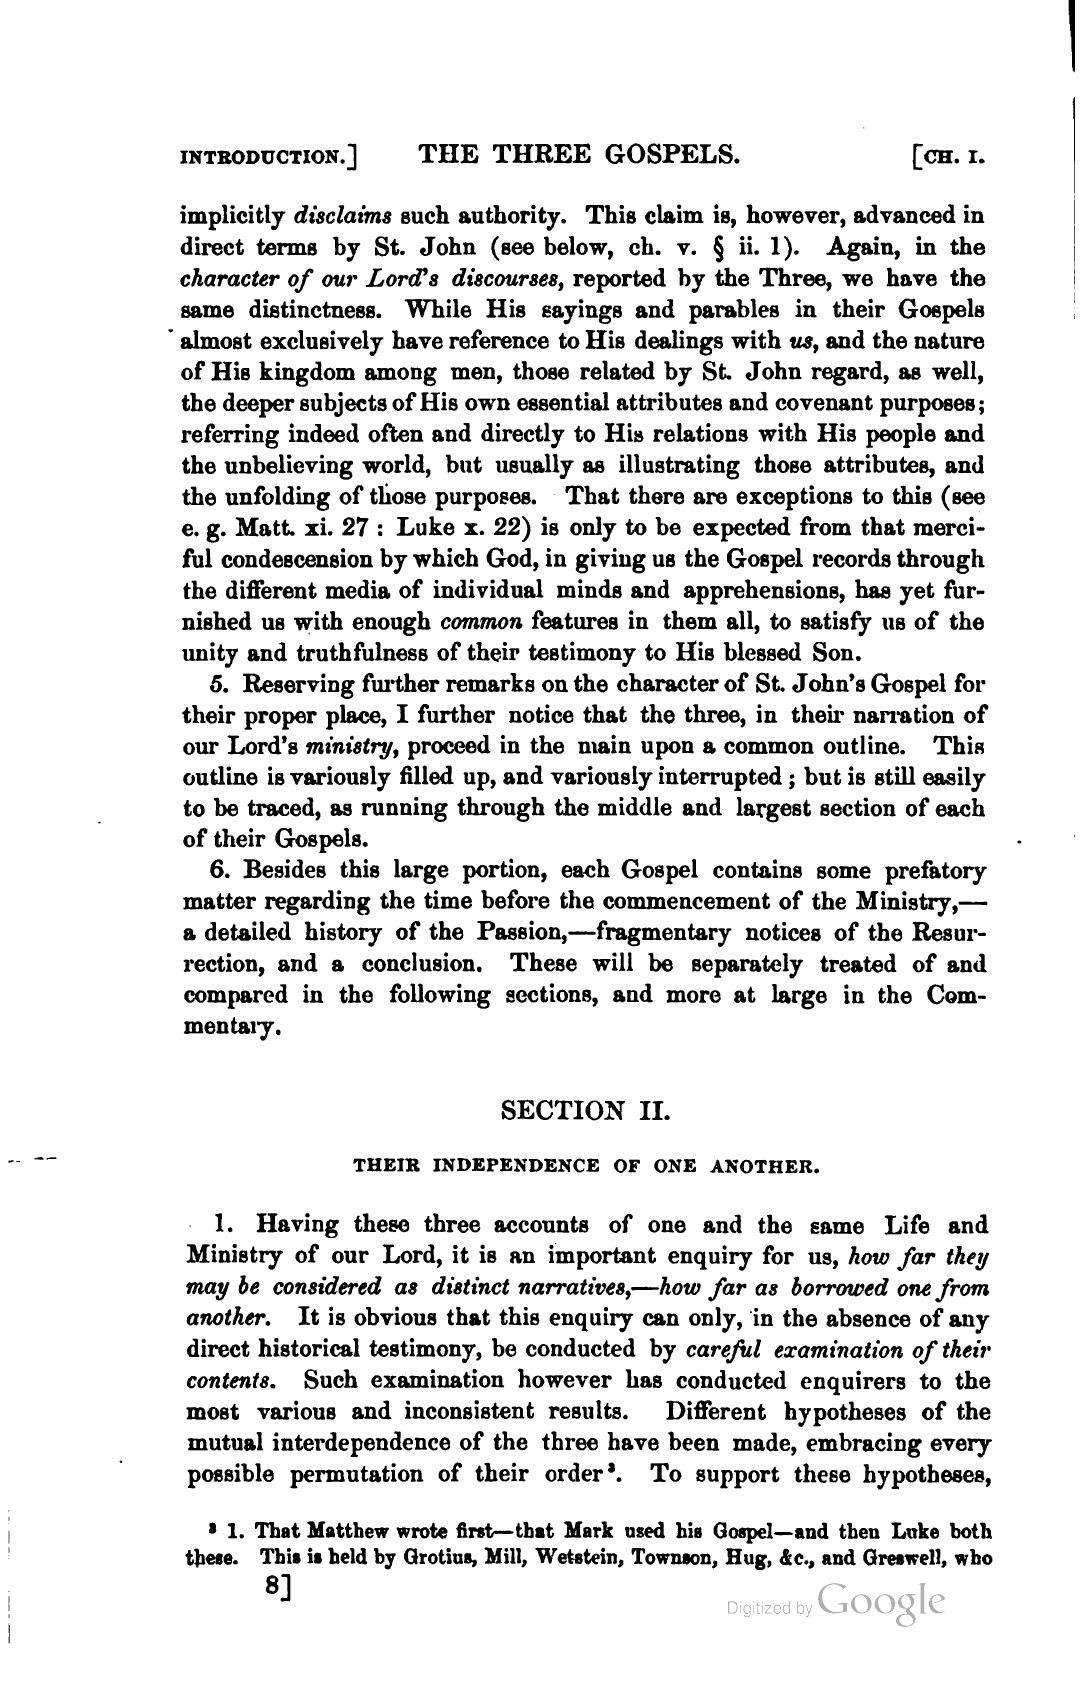 INTRODUCTION.] THE THREE GOSPELS. [CH. I.
implicitly disclaims such authority. This claim is, however, advanced in
direct terms by St. John (see below, ch. v. § ii. 1). Again, in the
character of our Lord's discourses, reported by the Three, we have the
same distinctness. While His sayings and parables in their Gospels
almost exclusively have reference to His dealings with us, and the nature
of His kingdom among men, those related by St. John regard, as well,
the deeper subjects of His own essential attributes and covenant purposes;
referring indeed often and directly to His relations with His people and
the unbelieving world, but usually as illustrating those attributes, and
the unfolding of those purposes. That there are exceptions to this (see
e. g. Matt. xi. 27 : Luke x. 22) is only to be expected from that merci-
ful condescension by which God, in giving us the Gospel records through
the different media of individual minds and apprehensions, has yet fur-
nished us with enough common features in them all, to satisfy us of the
unity and truthfulness of their testimony to His blessed Son.
5. Reserving further remarks on the character of St. John's Gospel for
their proper place, I further notice that the three, in their narration of
our Lord's ministry, proceed in the main upon a common outline. This
outline is variously filled up, and variously interrupted ; but is still easily
to be traced, as running through the middle and largest section of each
of their Gospels.
6. Besides this large portion, each Gospel contains some prefatory
matter regarding the time before the commencement of the Ministry,—
a detailed history of the Passion,—fragmentary notices of the Resur-
rection, and a conclusion. These will be separately treated of and
compared in the following sections, and more at large in the Com-
mentary.
SECTION II.
THEIR INDEPENDENCE OF ONE ANOTHER.
1. Having these three accounts of one and the same Life and
Ministry of our Lord, it is an important enquiry for us, how far they
may be considered as distinct narratives,—how far as borrowed one from
another. It is obvious that this enquiry can only, in the absence of any
direct historical testimony, be conducted by careful examination of their
contents. Such examination however has conducted enquirers to the
most various and inconsistent results. Different hypotheses of the
mutual interdependence of the three have been made, embracing every
possible permutation of their order³. To support these hypotheses,
³ 1. That Matthew wrote first—that Mark used his Gospel—and then Luke both
these. This is held by Grotius, Mill, Wetstein, Townson, Hug, &c., and Greswell, who
8]
Digitized by Google